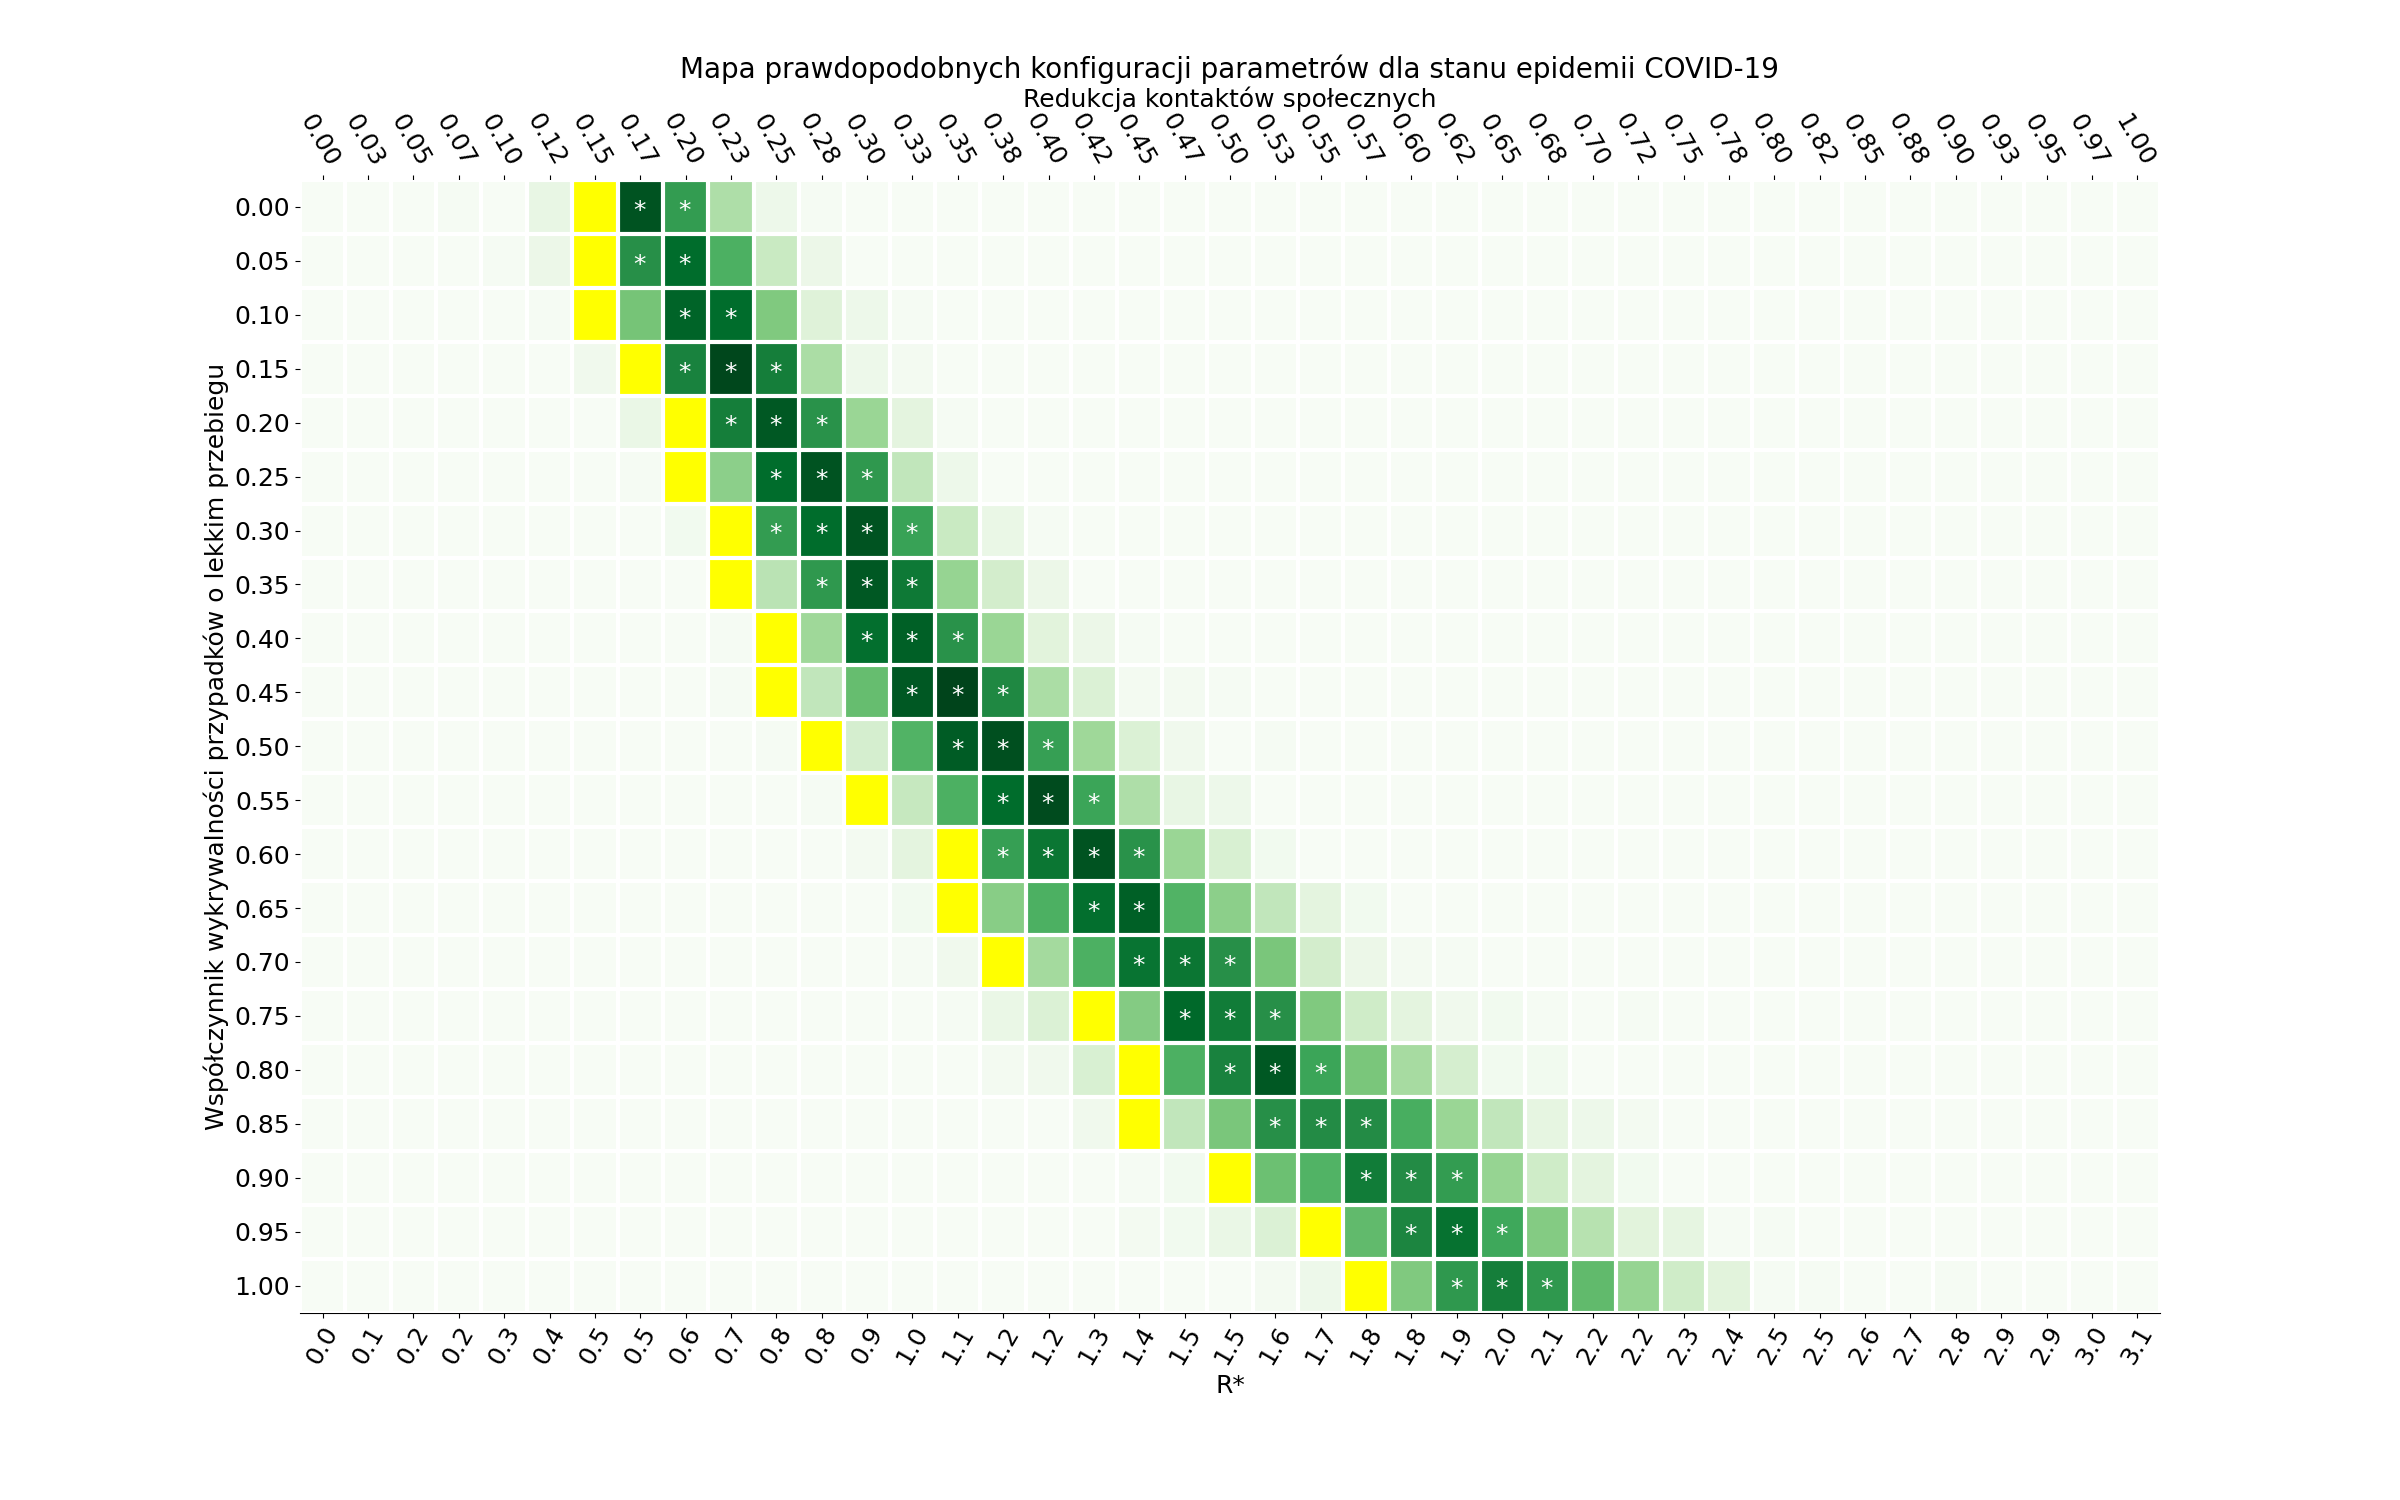 Mapa prawdopodobnych konfiguracji parametrów dla stanu epidemii COVID-19
Redukcja kontaktów społecznych
0.00 0.03 0.05 0.07 0.10 0.12 0.15 0.17 0.20 0.23 0.25 0.28 0.30 0.33 0.35 0.38 0.40 0.42 0.45 0.47 0.50 0.53 0.55 0.57 0.60 0.62 0.65 0.68 0.70 0.72 0.75 0.78 0.80 0.82 0.85 0.88 0.90 0.93 0.95 0.97 1.00
Współczynnik wykrywalności przypadków o lekkim przebiegu
0.00 * *
0.05 * *
0.10 * *
0.15 * * *
0.20 * * *
0.25 * * *
0.30 * * * *
0.35 * * *
0.40 * * *
0.45 * * *
0.50 * * *
0.55 * * *
0.60 * * * *
0.65 * *
0.70 * * *
0.75 * * *
0.80 * * *
0.85 * * *
0.90 * * *
0.95 * * *
1.00 * * *
0.0 0.1 0.2 0.2 0.3 0.4 0.5 0.5 0.6 0.7 0.8 0.8 0.9 1.0 1.1 1.2 1.2 1.3 1.4 1.5 1.5 1.6 1.7 1.8 1.8 1.9 2.0 2.1 2.2 2.2 2.3 2.4 2.5 2.5 2.6 2.7 2.8 2.9 2.9 3.0 3.1
R*